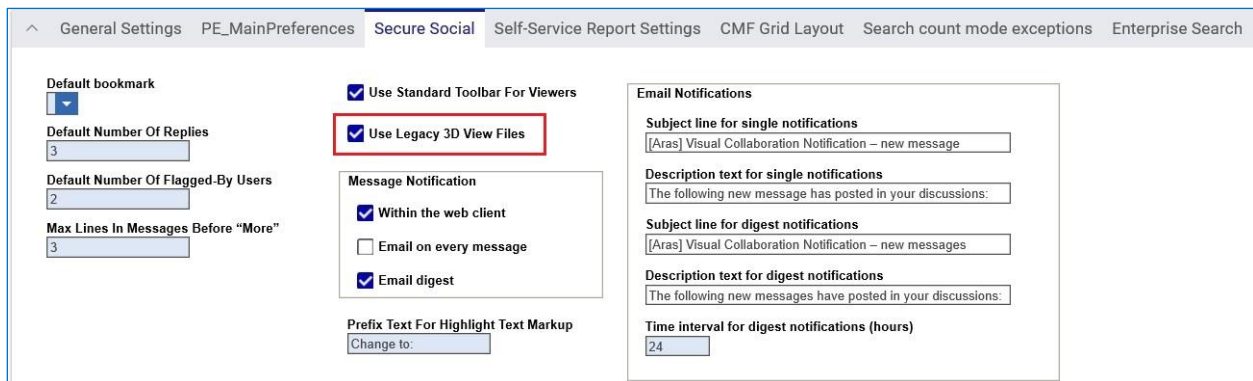 General Settings PE_MainPreferences Secure Social Self-Service Report Settings CMF Grid Layout Search count mode exceptions Enterprise Search
Default bookmark
Default Number Of Replies
3
Default Number Of Flagged-By Users
2
Max Lines In Messages Before “More”
3
Use Standard Toolbar For Viewers
Use Legacy 3D View Files
Message Notification
Within the web client
Email on every message
Email digest
Prefix Text For Highlight Text Markup
Change to:
Email Notifications
Subject line for single notifications
[Aras] Visual Collaboration Notification – new message
Description text for single notifications
The following new message has posted in your discussions:
Subject line for digest notifications
[Aras] Visual Collaboration Notification – new messages
Description text for digest notifications
The following new messages have posted in your discussions:
Time interval for digest notifications (hours)
24